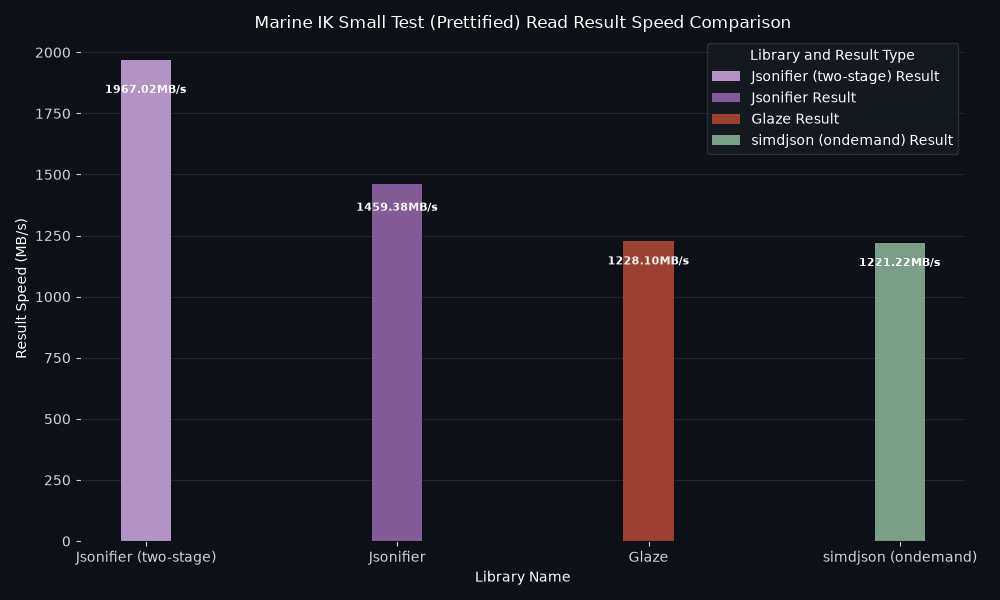 Marine IK Small Test (Prettified) Read Result Speed Comparison
Library and Result Type
Jsonifier (two-stage) Result
Jsonifier Result
Glaze Result
simdjson (ondemand) Result
Result Speed (MB/s)
2000
1750
1500
1250
1000
750
500
250
0
1967.02MB/s
1459.38MB/s
1228.10MB/s
1221.22MB/s
Jsonifier (two-stage)
Jsonifier
Glaze
simdjson (ondemand)
Library Name